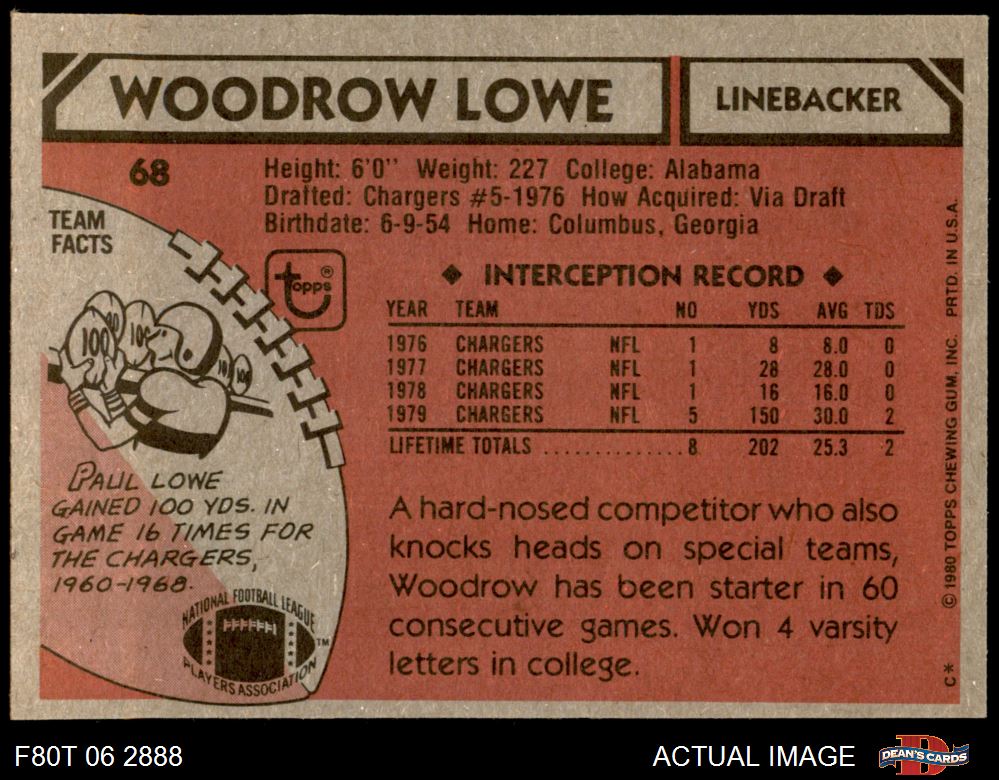 WOODROW LOWE
LINEBACKER
68
Height: 6'0'' Weight: 227 College: Alabama
Drafted: Chargers #5-1976 How Acquired: Via Draft
Birthdate: 6-9-54 Home: Columbus, Georgia
TEAM
FACTS
topps®
100
100
100
100
PAUL LOWE
GAINED 100 YDS. IN
GAME 16 TIMES FOR
THE CHARGERS,
1960-1968.
NATIONAL FOOTBALL LEAGUE
PLAYERS ASSOCIATION
TM
◆ INTERCEPTION RECORD ◆
YEAR TEAM NO YDS AVG TDS
1976 CHARGERS NFL 1 8 8.0 0
1977 CHARGERS NFL 1 28 28.0 0
1978 CHARGERS NFL 1 16 16.0 0
1979 CHARGERS NFL 5 150 30.0 2
LIFETIME TOTALS .............. 8 202 25.3 2
A hard-nosed competitor who also
knocks heads on special teams,
Woodrow has been starter in 60
consecutive games. Won 4 varsity
letters in college.
C* © 1980 TOPPS CHEWING GUM, INC. PRTD. IN U.S.A.
F80T 06 2888
ACTUAL IMAGE
D
DEAN'S CARDS